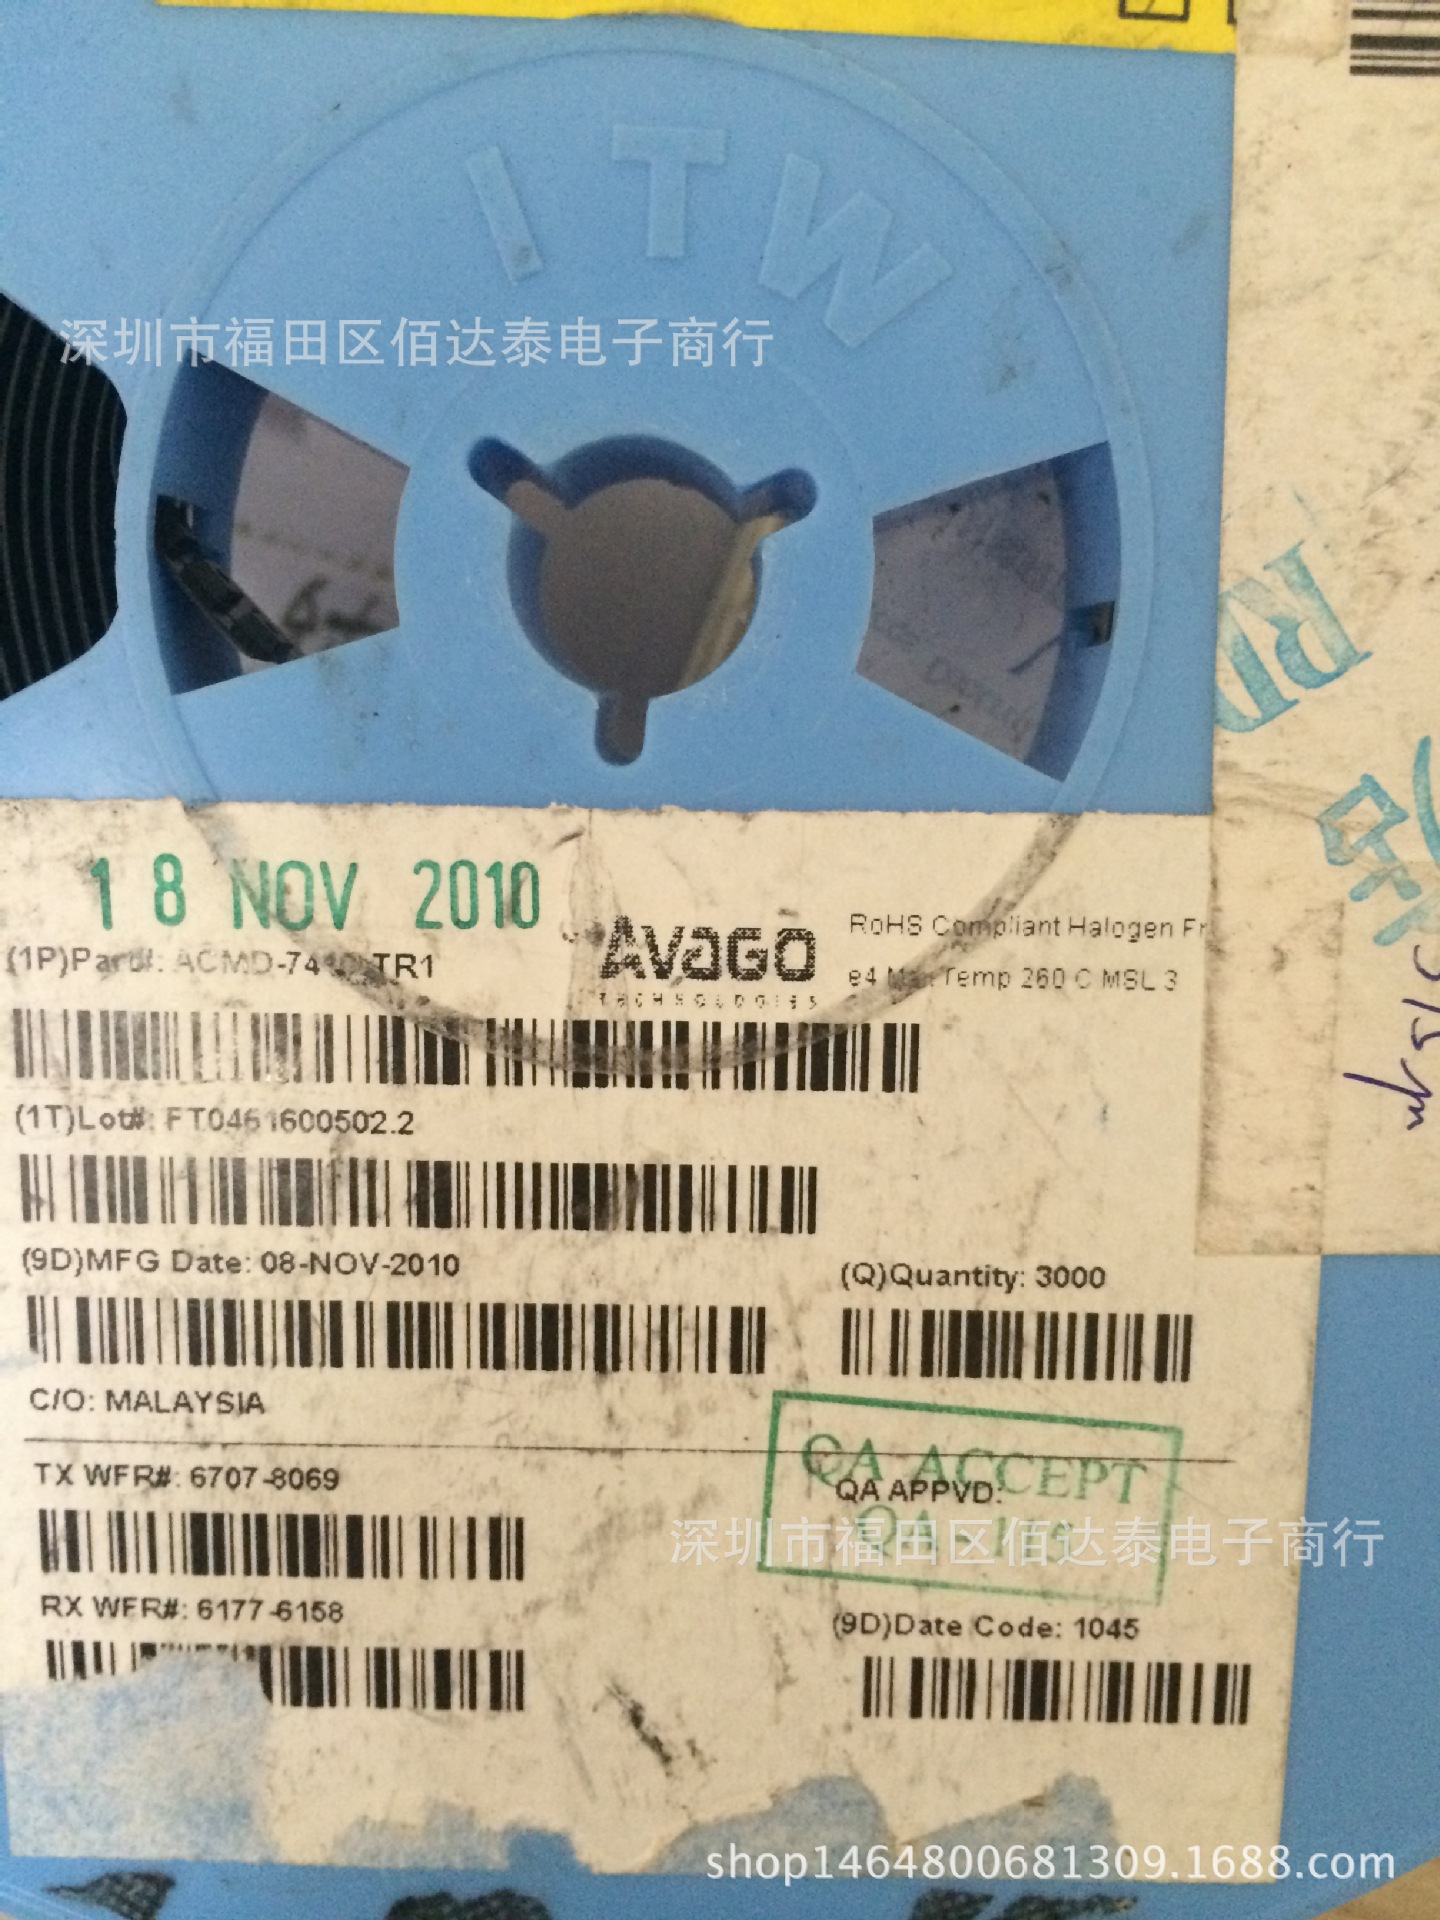 ITW
深圳市福田区佰达泰电子商行
18 NOV 2010
AVAGO
TECHNOLOGIES
RoHS Compliant Halogen Fr
e4 Max Temp 260 C MSL 3
(1P)Part#: TR1
(1T)Lot#: FT0461600502.2
(9D)MFG Date: 08-NOV-2010
(Q)Quantity: 3000
C/O: MALAYSIA
TX WFR#: 6707-8069
QA ACCEPT
QA APPVD:
深圳市福田区佰达泰电子商行
RX WFR#: 6177-6158
(9D)Date Code: 1045
shop1464800681309.1688.com